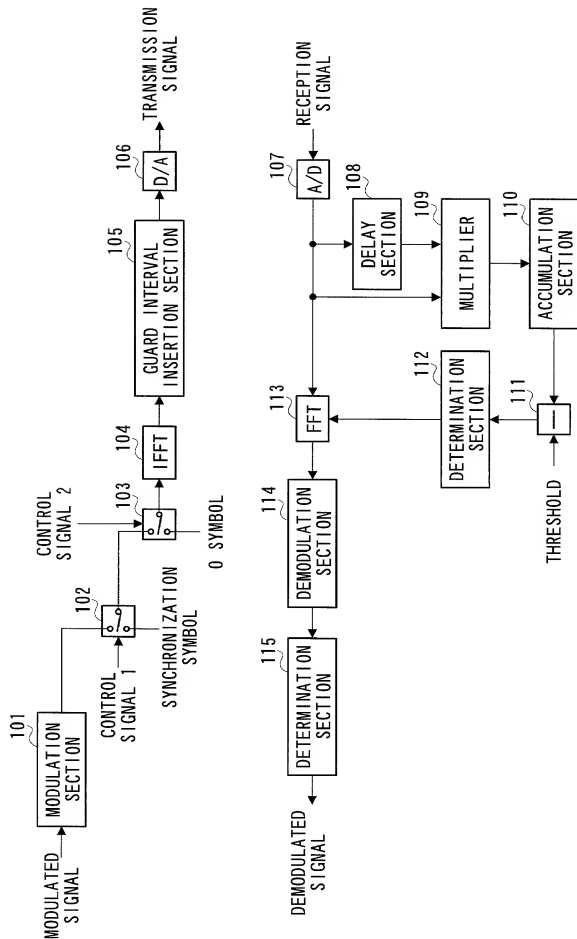 MODULATED
SIGNAL
101
MODULATION
SECTION
CONTROL
SIGNAL 1
102
SYNCHRONIZATION
SYMBOL
CONTROL
SIGNAL 2
103
0 SYMBOL
104
IFFT
105
GUARD INTERVAL
INSERTION SECTION
106
D/A
TRANSMISSION
SIGNAL
RECEPTION
SIGNAL
107
A/D
108
DELAY
SECTION
109
MULTIPLIER
110
ACCUMULATION
SECTION
111
—
THRESHOLD
112
DETERMINATION
SECTION
113
FFT
114
DEMODULATION
SECTION
115
DETERMINATION
SECTION
DEMODULATED
SIGNAL